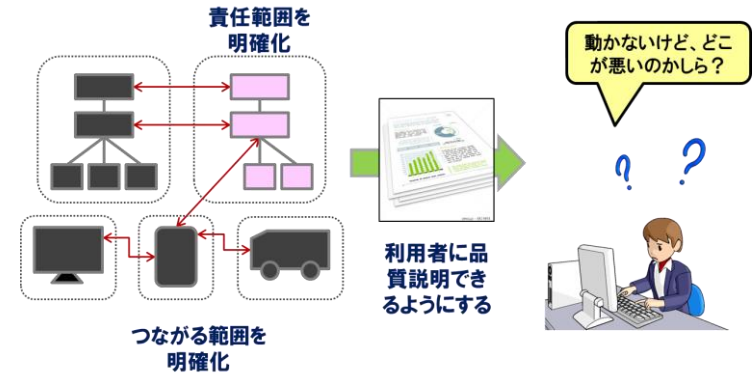 責任範囲を
明確化
動かないけど、どこ
が悪いのかしら？
利用者に品
質説明でき
るようにする
つながる範囲を
明確化